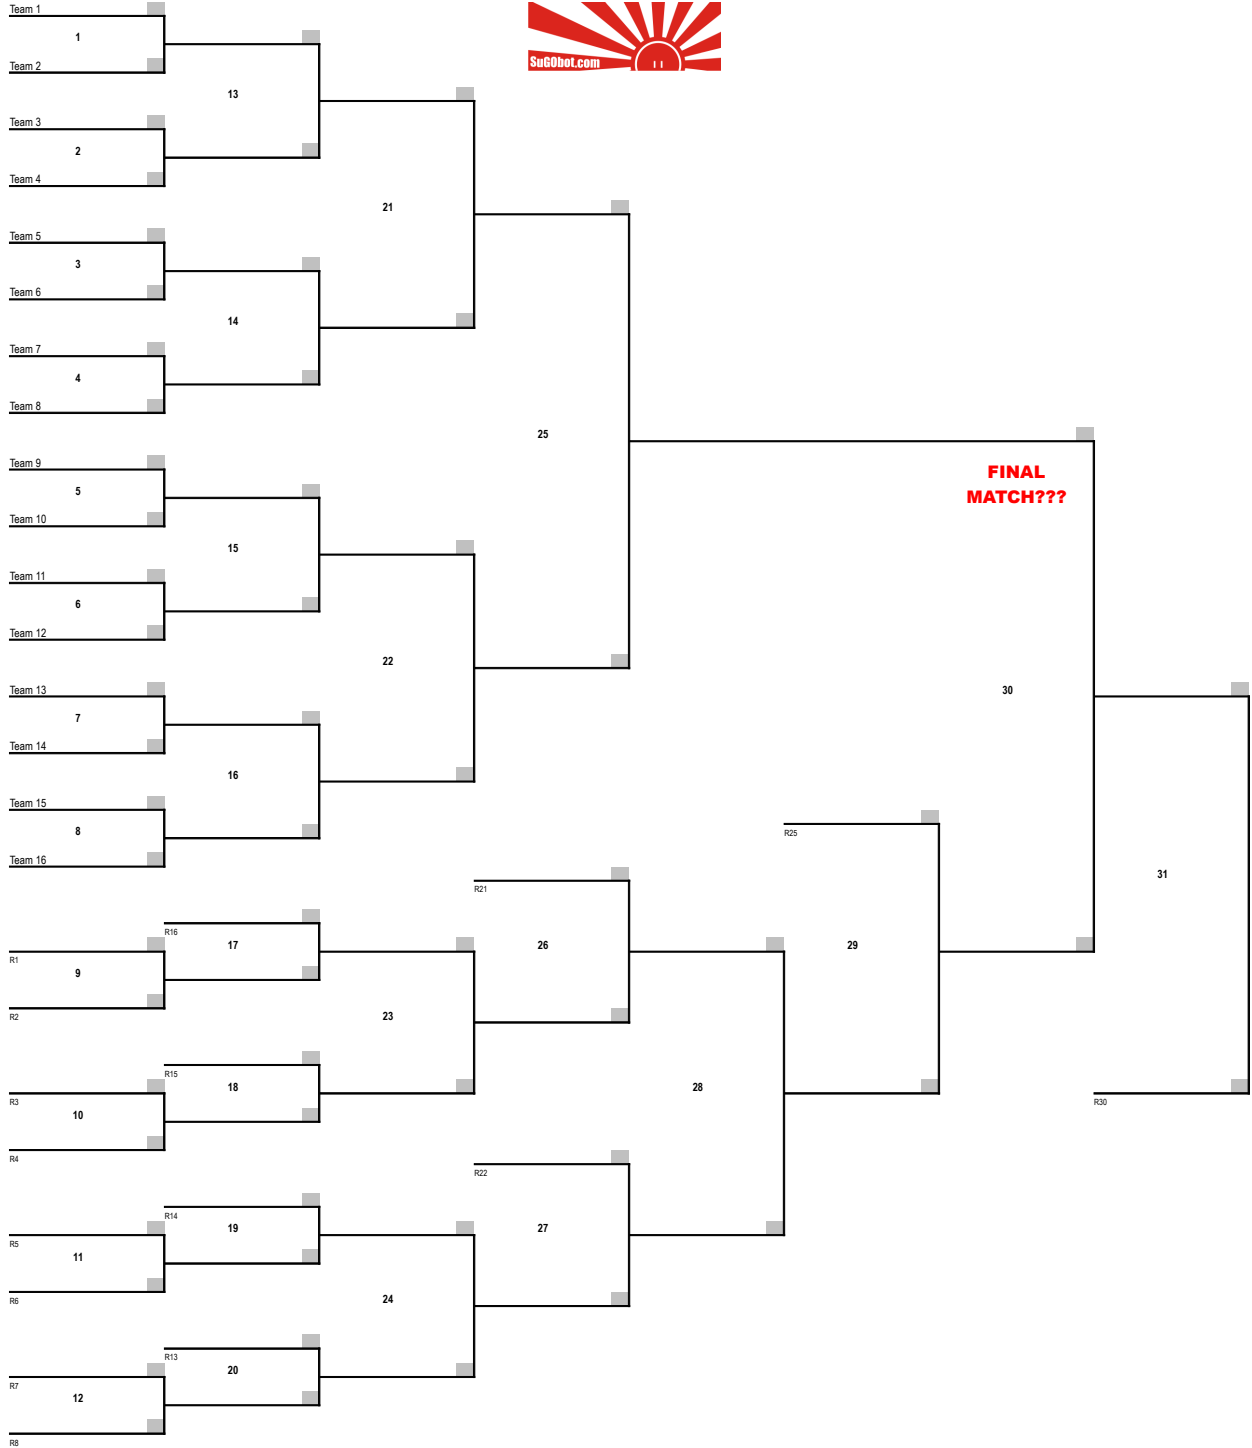 Team 1
1
Team 2
SuGObot.com
13
Team 3
2
Team 4
21
Team 5
3
Team 6
14
Team 7
4
Team 8
25
Team 9
5
Team 10
FINAL
MATCH???
15
Team 11
6
Team 12
22
Team 13
7
Team 14
30
16
Team 15
8
Team 16
R25
31
R21
R16
17
26
29
R1
9
R2
23
R15
18
28
R3
10
R4
R30
R22
R14
19
27
R5
11
R6
24
R13
20
R7
12
R8